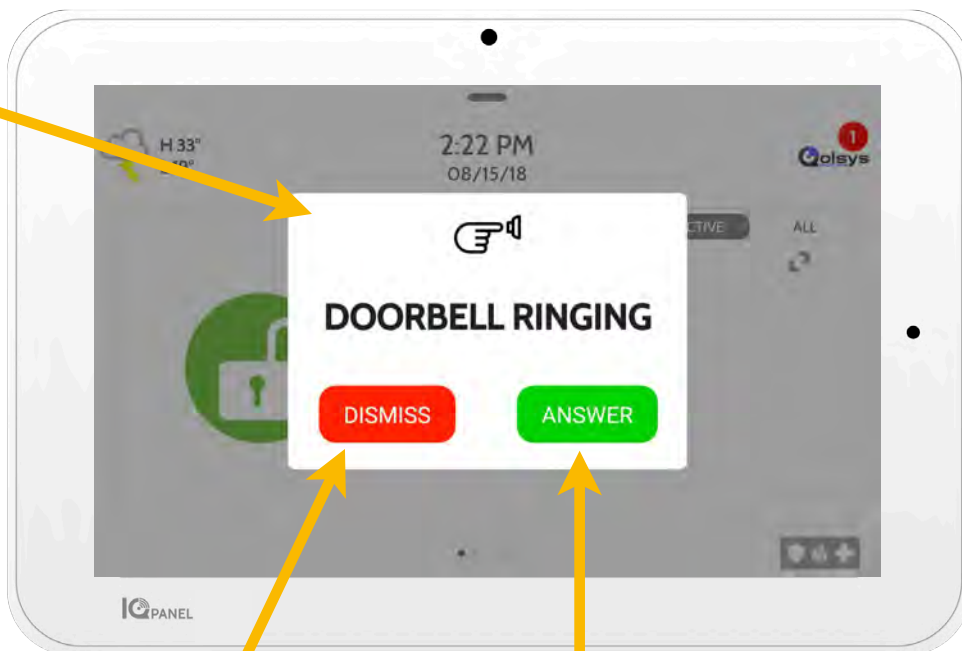 H 33°
2:22 PM
08/15/18
1
Qolsys
CTIVE
ALL
DOORBELL RINGING
DISMISS
ANSWER
IQ PANEL